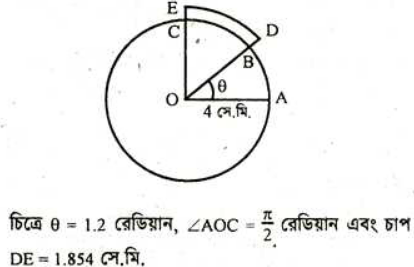 E
C
D
B
θ
O
A
4 সে.মি.
চিত্রে θ = 1.2 রেডিয়ান, ∠AOC = π/2 রেডিয়ান এবং চাপ
DE = 1.854 সে.মি.